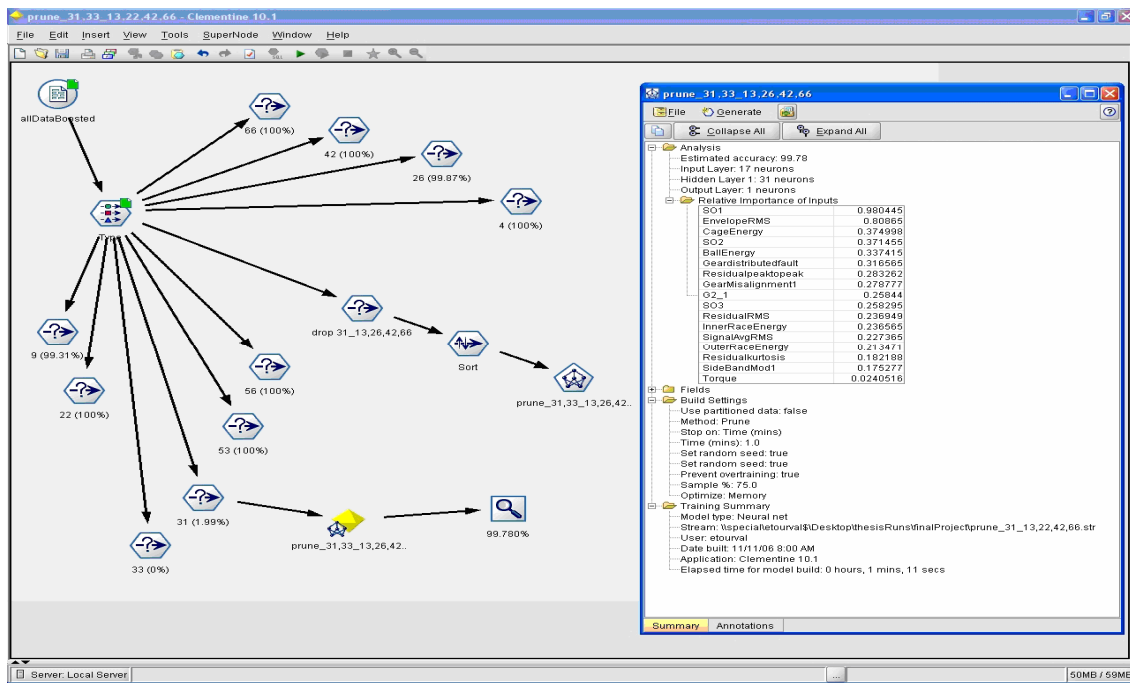 prune_31.33_13.22,42,66 - Clementine 10.1
File Edit Insert View Tools SuperNode Window Help
allDataBoosted
66 (100%)
42 (100%)
26 (99.87%)
4 (100%)
Type
drop 31_13,26,42,66
Sort
prune_31,33_13,26,42..
9 (99.31%)
22 (100%)
56 (100%)
53 (100%)
31 (1.99%)
prune_31,33_13,26,42..
99.780%
33 (0%)
prune_31,33_13,26,42,66
File Generate
Collapse All Expand All
Analysis
Estimated accuracy: 99.78
Input Layer: 17 neurons
Hidden Layer 1: 31 neurons
Output Layer: 1 neurons
Relative Importance of Inputs
SO1 0.980445
EnvelopeRMS 0.80865
CageEnergy 0.374998
SO2 0.371455
BallEnergy 0.337415
Geardistributedfault 0.316565
Residualpeaktopeak 0.283262
GearMisalignment1 0.278777
G2_1 0.25844
SO3 0.258295
ResidualRMS 0.236949
InnerRaceEnergy 0.236565
SignalAvgRMS 0.227365
OuterRaceEnergy 0.213471
Residualkurtosis 0.182188
SideBandMod1 0.175277
Torque 0.0240516
Fields
Build Settings
Use partitioned data: false
Method: Prune
Stop on: Time (mins)
Time (mins): 1.0
Set random seed: true
Set random seed: true
Prevent overtraining: true
Sample %: 75.0
Optimize: Memory
Training Summary
Model type: Neural net
Stream: \\special\etourval$\Desktop\thesisRuns\finalProject\prune_31_13,22,42,66.str
User: etourval
Date built: 11/11/06 8:00 AM
Application: Clementine 10.1
Elapsed time for model build: 0 hours, 1 mins, 11 secs
Summary Annotations
Server: Local Server ... 50MB / 59ME